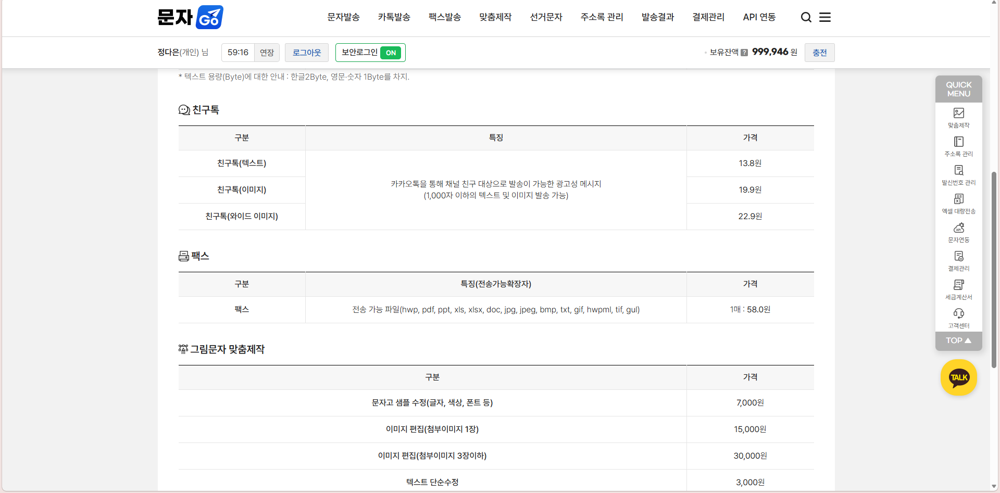 문자 Go
문자발송 카톡발송 팩스발송 맞춤제작 선거문자 주소록 관리 발송결과 결제관리 API 연동
정다은(개인) 님 59:16 연장 로그아웃 보안로그인 ON 보유잔액 ? 999,946 원 충전
* 텍스트 용량(Byte)에 대한 안내 : 한글2Byte, 영문·숫자 1Byte를 차지.
친구톡
구분 특징 가격
친구톡(텍스트) 13.8원
카카오톡을 통해 채널 친구 대상으로 발송이 가능한 광고성 메시지
친구톡(이미지) 19.9원
(1,000자 이하의 텍스트 및 이미지 발송 가능)
친구톡(와이드 이미지) 22.9원
팩스
구분 특징(전송가능확장자) 가격
팩스 전송 가능 파일(hwp, pdf, ppt, xls, xlsx, doc, jpg, jpeg, bmp, txt, gif, hwpml, tif, gul) 1매 : 58.0원
그림문자 맞춤제작
구분 가격
문자고 샘플 수정(글자, 색상, 폰트 등) 7,000원
이미지 편집(첨부이미지 1장) 15,000원
이미지 편집(첨부이미지 3장이하) 30,000원
텍스트 단순수정 3,000원
QUICK
MENU
맞춤제작
주소록 관리
발신번호 관리
엑셀 대량전송
API
문자연동
결제관리
세금계산서
고객센터
TOP ▲
TALK